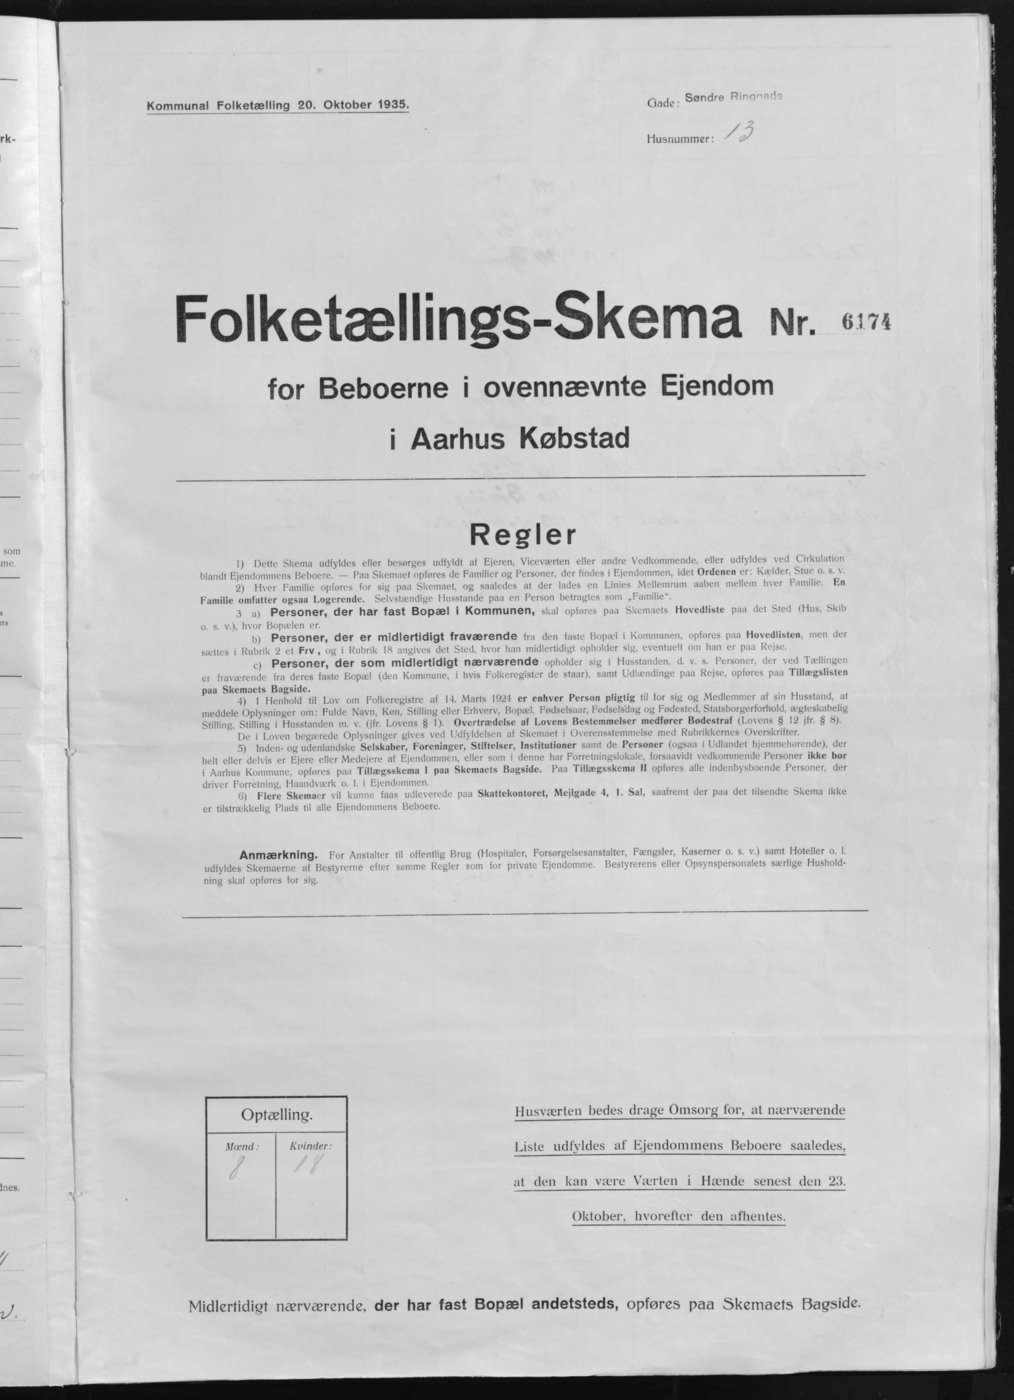 Kommunal Folketælling 20. Oktober 1935.
Gade: Søndre Ringgade
Husnummer: 13
Folketællings-Skema Nr. 6174
for Beboerne i ovennævnte Ejendom
i Aarhus Købstad
Regler
1) Dette Skema udfyldes eller besørges udfyldt af Ejeren, Viceværten eller andre Vedkommende, eller udfyldes ved Cirkulation
blandt Ejendommens Beboere. — Paa Skemaet opføres de Familier og Personer, der findes i Ejendommen, idet Ordenen er: Kælder, Stue o. s. v.
2) Hver Familie opføres for sig paa Skemaet, og saaledes at der lades en Linies Mellemrum aaben mellem hver Familie. En
Familie omfatter ogsaa Logerende. Selvstændige Husstande paa en Person betragtes som „Familie“.
3 a) Personer, der har fast Bopæl i Kommunen, skal opføres paa Skemaets Hovedliste paa det Sted (Hus, Skib
o. s. v.), hvor Bopælen er.
b) Personer, der er midlertidigt fraværende fra den faste Bopæl i Kommunen, opføres paa Hovedlisten, men der
sættes i Rubrik 2 et Frv., og i Rubrik 18 angives det Sted, hvor han midlertidigt opholder sig, eventuelt om han er paa Rejse.
c) Personer, der som midlertidigt nærværende opholder sig i Husstanden, d. v. s. Personer, der ved Tællingen
er fraværende fra deres faste Bopæl (den Kommune, i hvis Folkeregister de staar), samt Udlændinge paa Rejse, opføres paa Tillægslisten
paa Skemaets Bagside.
4) I Henhold til Lov om Folkeregistre af 14. Marts 1924 er enhver Person pligtig til for sig og Medlemmer af sin Husstand, at
meddele Oplysninger om: Fulde Navn, Køn, Stilling eller Erhverv, Bopæl, Fødselsaar, Fødselsdag og Fødested, Statsborgerforhold, ægteskabelig
Stilling, Stilling i Husstanden m. v. (jfr. Lovens § 1). Overtrædelse af Lovens Bestemmelser medfører Bødestraf (Lovens § 12 jfr. § 8).
De i Loven begærede Oplysninger gives ved Udfyldelsen af Skemaet i Overensstemmelse med Rubrikkernes Overskrifter.
5) Inden- og udenlandske Selskaber, Foreninger, Stiftelser, Institutioner samt de Personer (ogsaa i Udlandet hjemmehørende), der
helt eller delvis er Ejere eller Medejere af Ejendommen, eller som i denne har Forretningslokale, forsaavidt vedkommende Personer ikke bor
i Aarhus Kommune, opføres paa Tillægsskema I paa Skemaets Bagside. Paa Tillægsskema II opføres alle indenbysboende Personer, der
driver Forretning, Haandværk o. l. i Ejendommen.
6) Flere Skemaer vil kunne faas udleverede paa Skattekontoret, Mejlgade 4, 1. Sal, saafremt der paa det tilsendte Skema ikke
er tilstrækkelig Plads til alle Ejendommens Beboere.
Anmærkning. For Anstalter til offentlig Brug (Hospitaler, Forsørgelsesanstalter, Fængsler, Kaserner o. s. v.) samt Hoteller o. l.
udfyldes Skemaerne af Bestyrerne efter samme Regler som for private Ejendomme. Bestyrerens eller Opsynspersonalets særlige Hushold-
ning skal opføres for sig.
Optælling.
Mænd: Kvinder:
8 18
Husværten bedes drage Omsorg for, at nærværende
Liste udfyldes af Ejendommens Beboere saaledes,
at den kan være Værten i Hænde senest den 23.
Oktober, hvorefter den afhentes.
Midlertidigt nærværende, der har fast Bopæl andetsteds, opføres paa Skemaets Bagside.